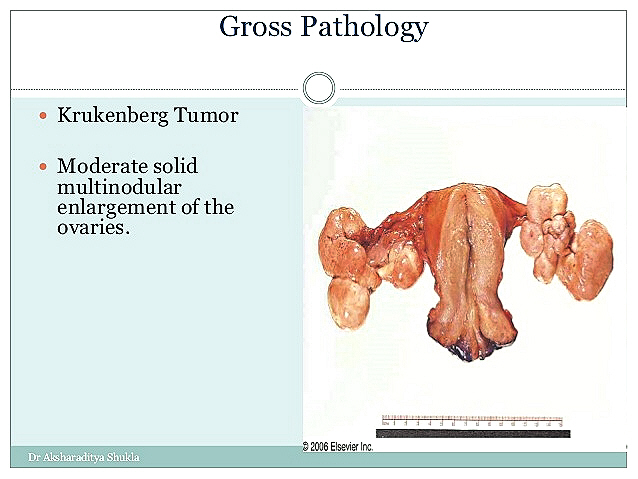 Gross Pathology
Krukenberg Tumor
Moderate solid
multinodular
enlargement of the
ovaries.
© 2006 Elsevier Inc.
Dr Aksharaditya Shukla